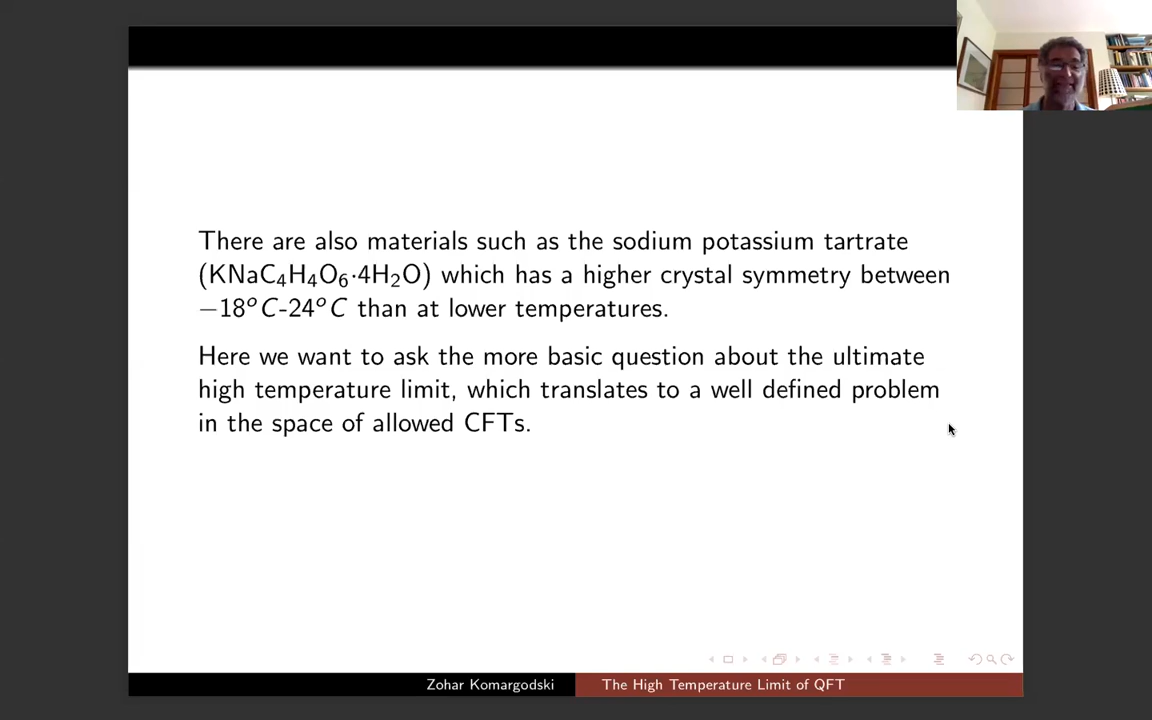 There are also materials such as the sodium potassium tartrate
(KNaC₄H₄O₆·4H₂O) which has a higher crystal symmetry between
−18ᵒC-24ᵒC than at lower temperatures.
Here we want to ask the more basic question about the ultimate
high temperature limit, which translates to a well defined problem
in the space of allowed CFTs.
Zohar Komargodski
The High Temperature Limit of QFT